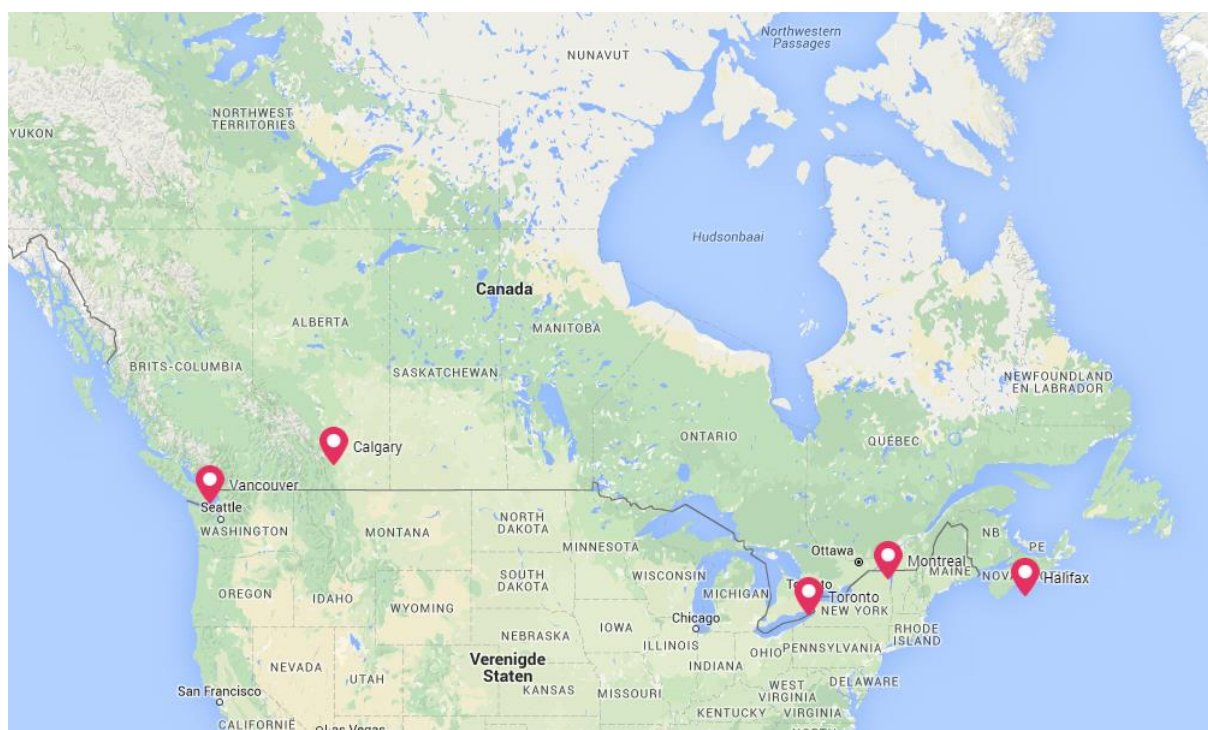 Northwestern
Passages
NUNAVUT
NORTHWEST
TERRITORIES
YUKON
Hudsonbaai
Canada
ALBERTA
MANITOBA
BRITS-COLUMBIA
SASKATCHEWAN
NEWFOUNDLAND
EN LABRADOR
ONTARIO
QUÉBEC
Calgary
Vancouver
Seattle
WASHINGTON
MONTANA
NORTH
DAKOTA
MINNESOTA
NB
PE
Ottawa
Montreal
MAINE
NOVA
Halifax
OREGON
IDAHO
WYOMING
SOUTH
DAKOTA
WISCONSIN
MICHIGAN
Toronto
NEW YORK
Chicago
IOWA
NEBRASKA
ILLINOIS
INDIANA
OHIO
PENNSYLVANIA
RHODE
ISLAND
NEVADA
UTAH
Verenigde
Staten
KANSAS
MISSOURI
WEST
VIRGINIA
DELAWARE
San Francisco
KENTUCKY
VIRGINIA
CALIFORNIË
Las Vegas